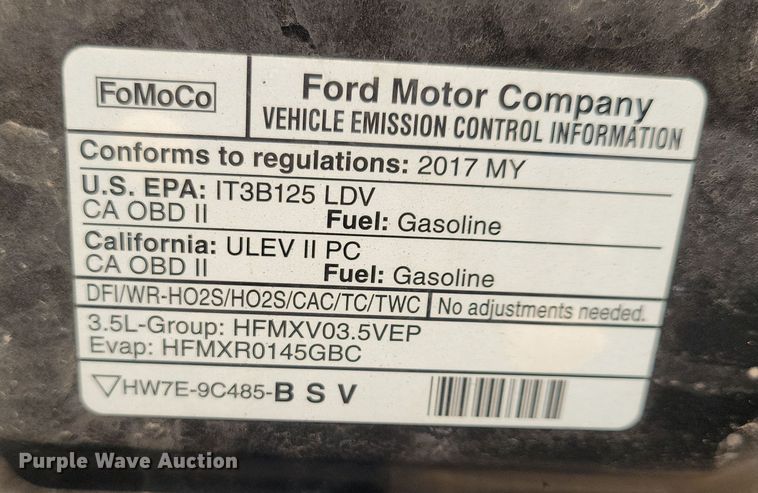 FoMoCo
Ford Motor Company
VEHICLE EMISSION CONTROL INFORMATION
Conforms to regulations: 2017 MY
U.S. EPA: IT3B125 LDV
CA OBD II Fuel: Gasoline
California: ULEV II PC
CA OBD II Fuel: Gasoline
DFI/WR-HO2S/HO2S/CAC/TC/TWC No adjustments needed.
3.5L-Group: HFMXV03.5VEP
Evap: HFMXR0145GBC
HW7E-9C485-B S V
Purple Wave Auction